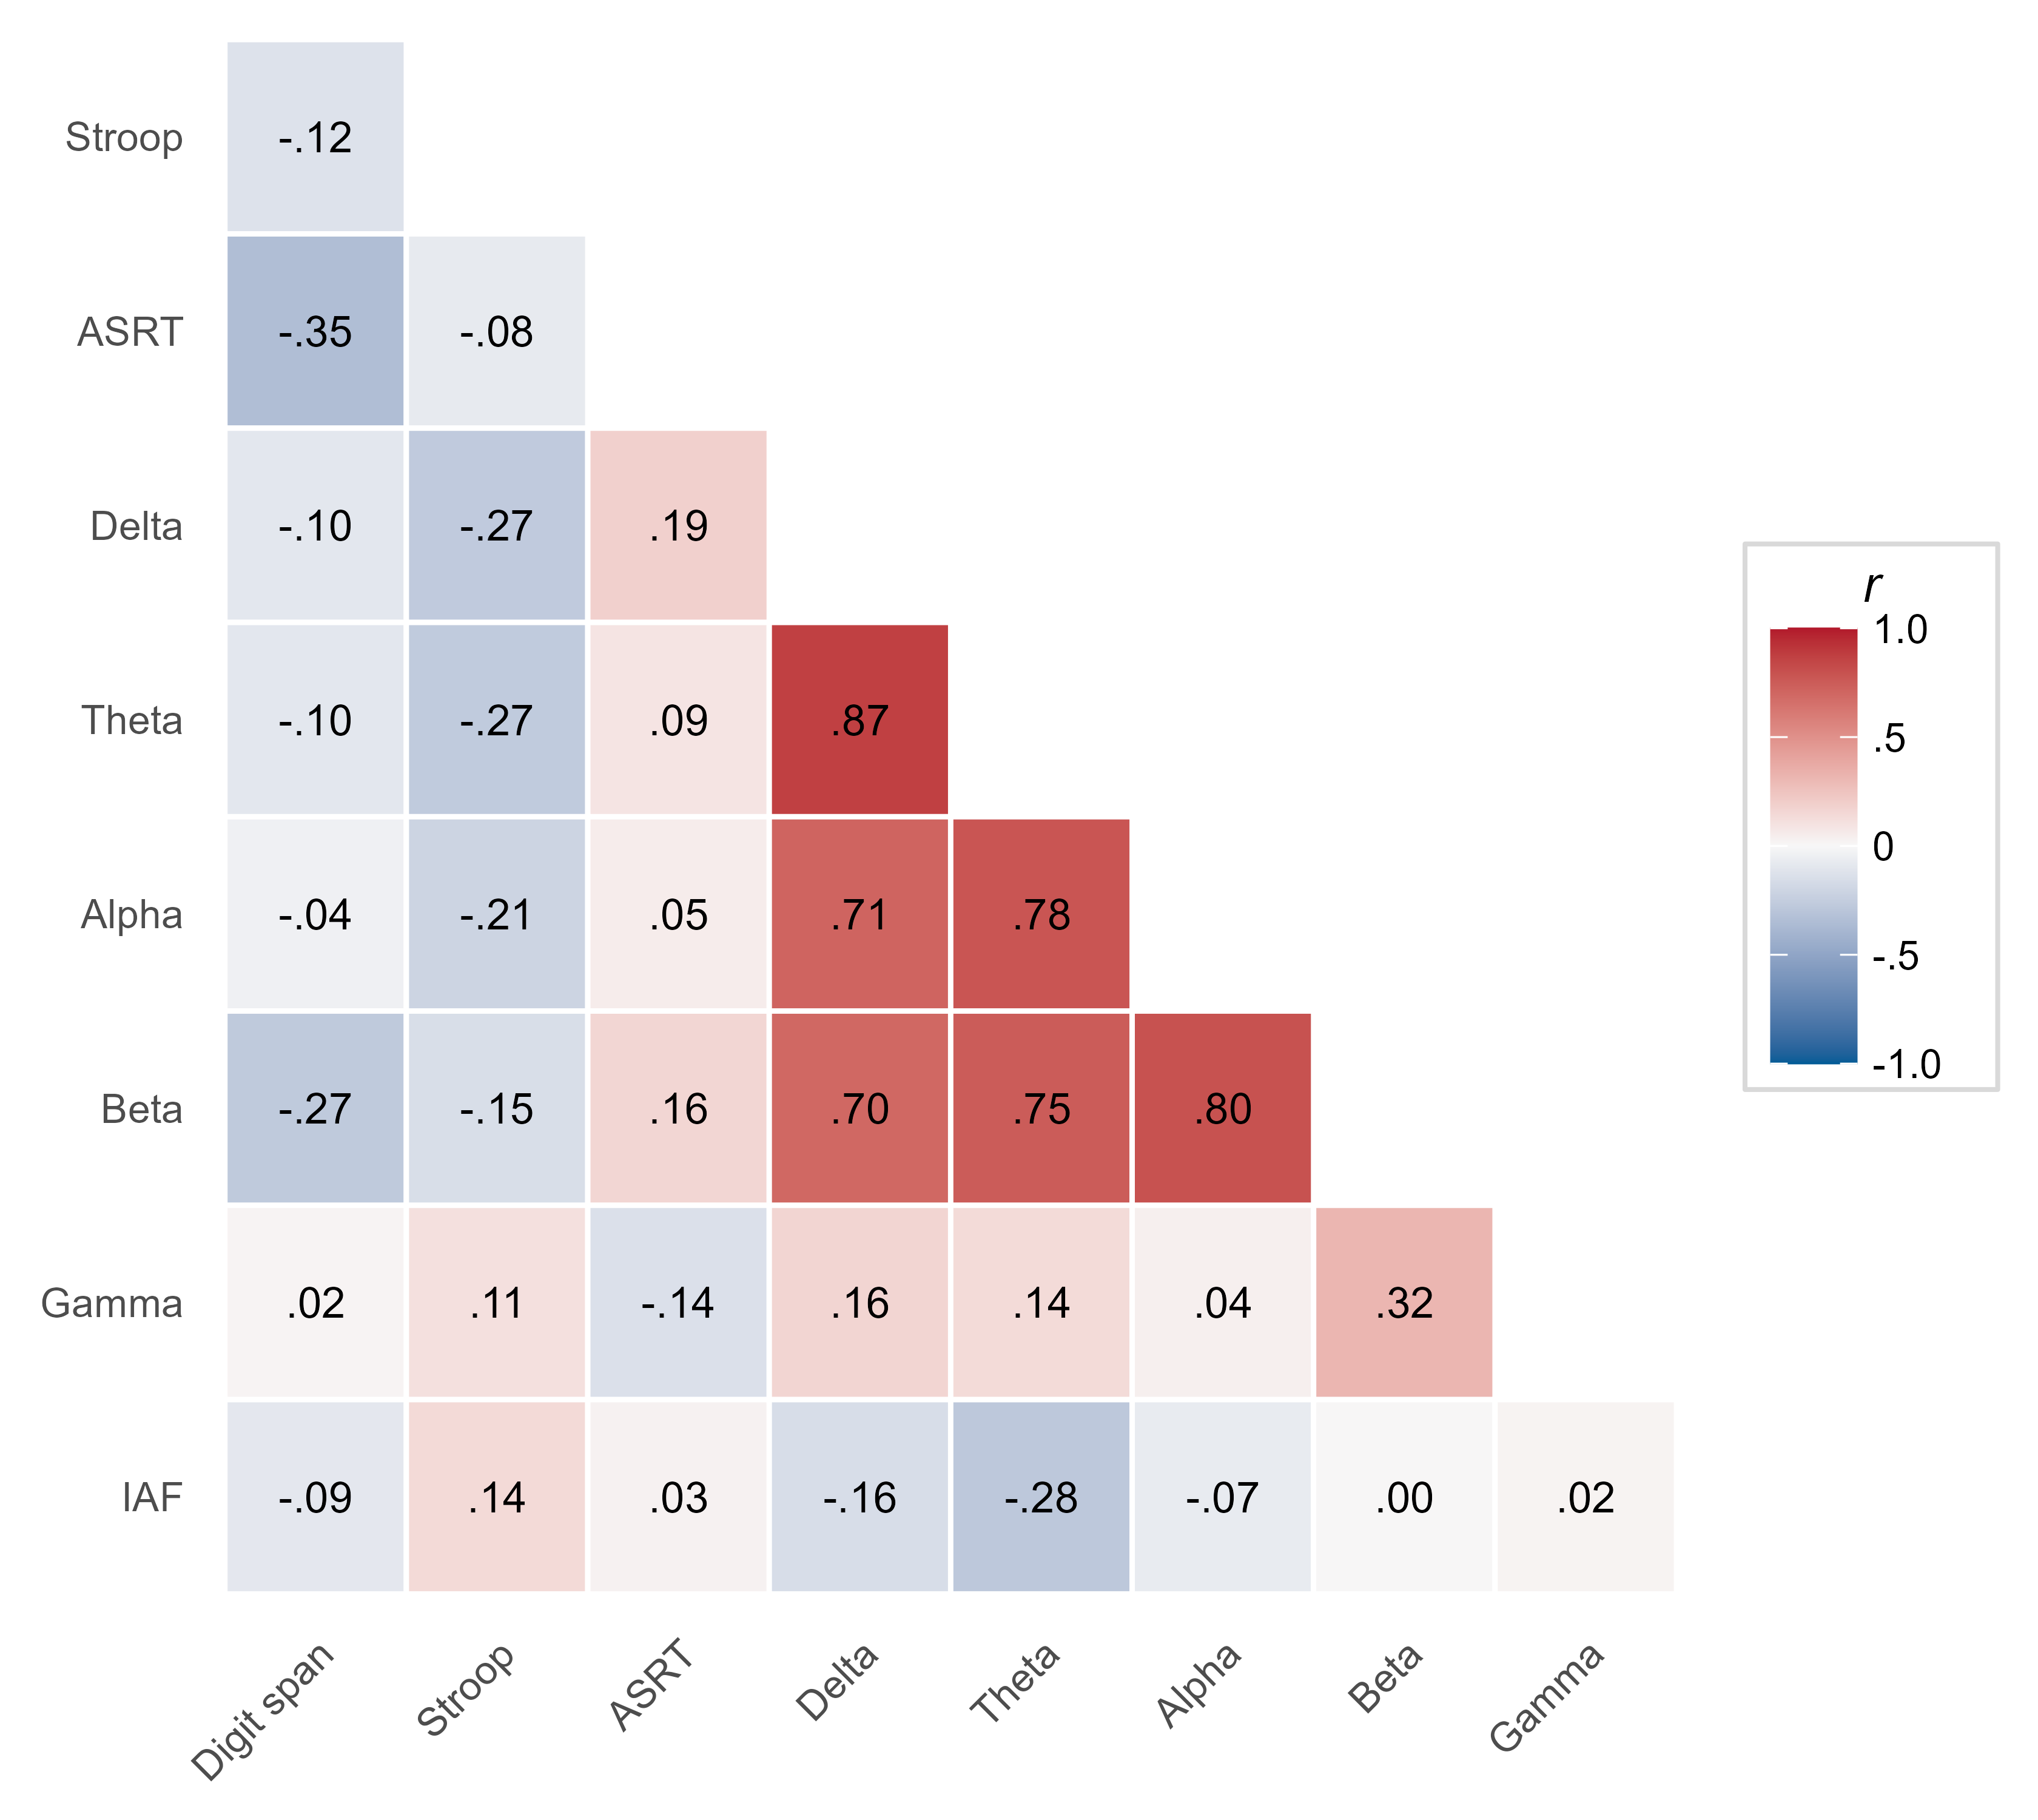 Stroop -.12
ASRT -.35 -.08
Delta -.10 -.27 .19
Theta -.10 -.27 .09 .87
Alpha -.04 -.21 .05 .71 .78
Beta -.27 -.15 .16 .70 .75 .80
Gamma .02 .11 -.14 .16 .14 .04 .32
IAF -.09 .14 .03 -.16 -.28 -.07 .00 .02
Digit span Stroop ASRT Delta Theta Alpha Beta Gamma
r
1.0
.5
0
-.5
-1.0